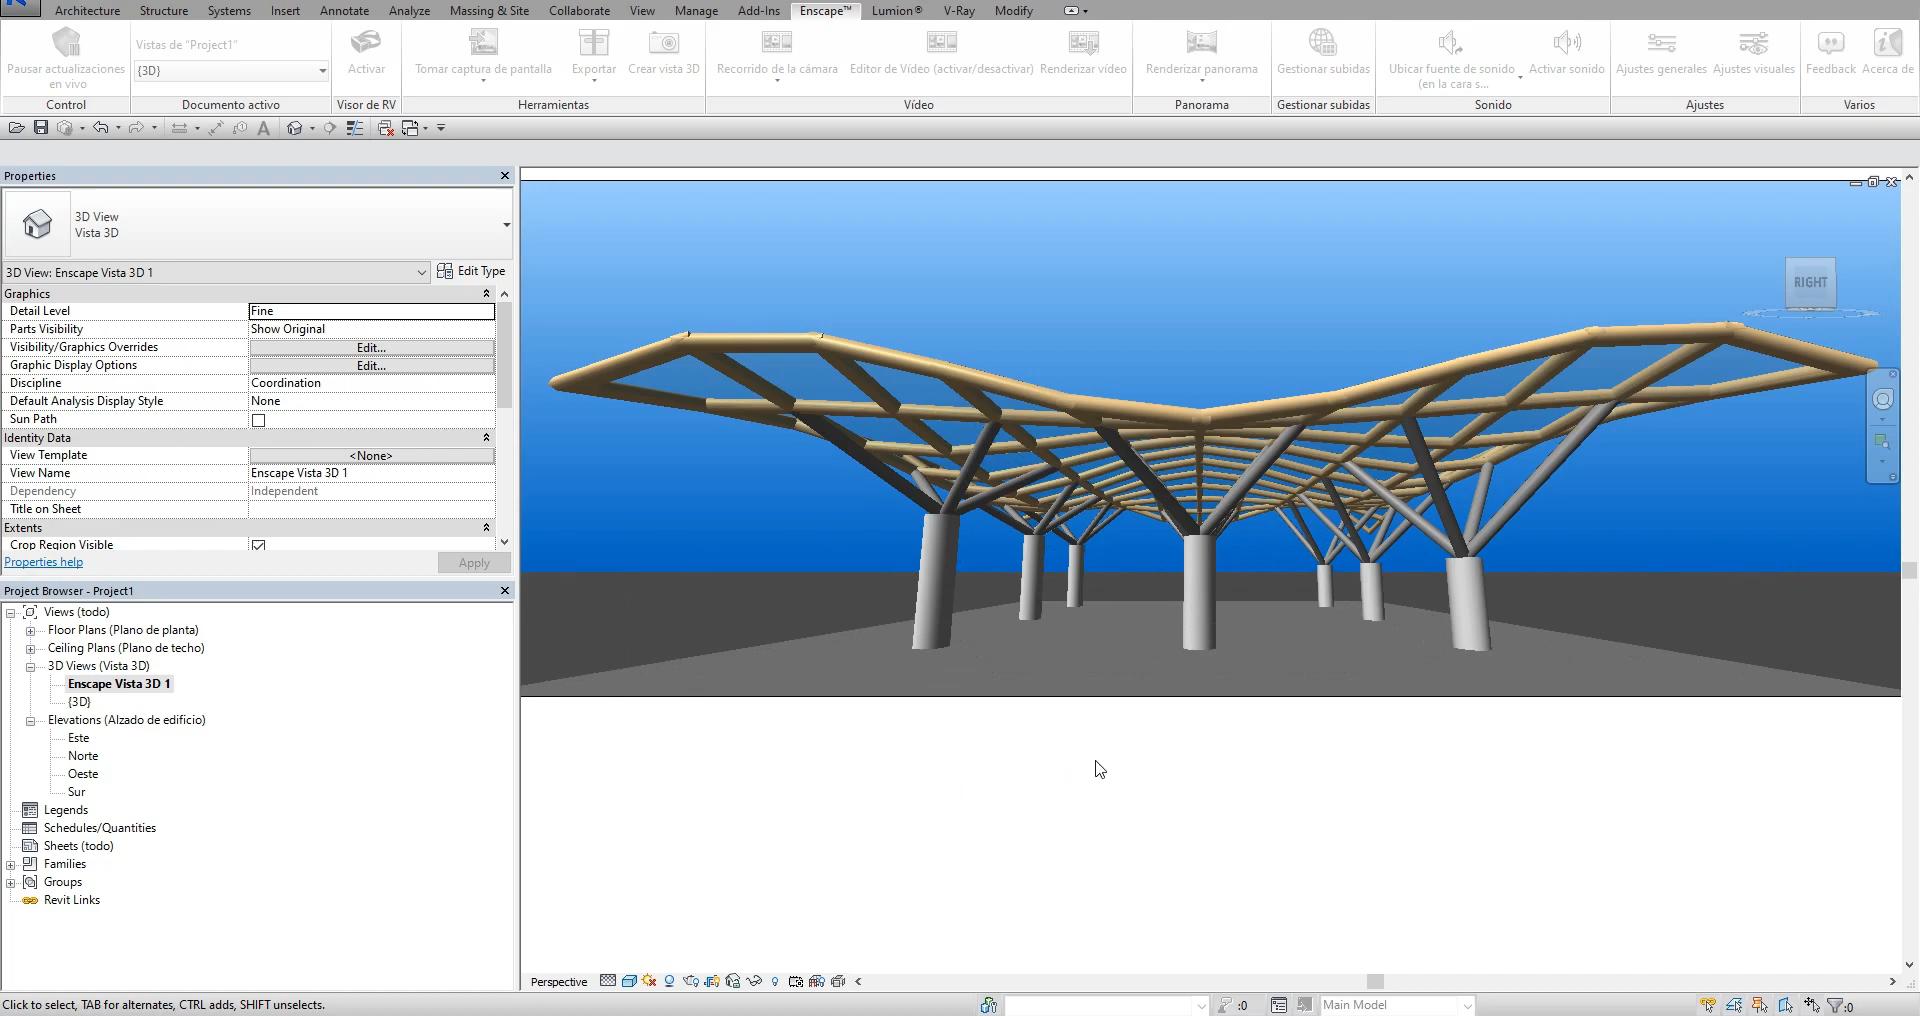 Architecture Structure Systems Insert Annotate Analyze Massing & Site Collaborate View Manage Add-Ins Enscape™ Lumion® V-Ray Modify
Pausar actualizaciones
en vivo
Vistas de "Project1"
{3D}
Activar
Tomar captura de pantalla
Exportar
Crear vista 3D
Recorrido de la cámara
Editor de Vídeo (activar/desactivar)
Renderizar vídeo
Renderizar panorama
Gestionar subidas
Ubicar fuente de sonido
(en la cara s...
Activar sonido
Ajustes generales
Ajustes visuales
Feedback
Acerca de
Control Documento activo Visor de RV Herramientas Vídeo Panorama Gestionar subidas Sonido Ajustes Varios
Properties
3D View
Vista 3D
3D View: Enscape Vista 3D 1 Edit Type
Graphics
Detail Level Fine
Parts Visibility Show Original
Visibility/Graphics Overrides Edit...
Graphic Display Options Edit...
Discipline Coordination
Default Analysis Display Style None
Sun Path
Identity Data
View Template <None>
View Name Enscape Vista 3D 1
Dependency Independent
Title on Sheet
Extents
Crop Region Visible
Properties help Apply
Project Browser - Project1
Views (todo)
Floor Plans (Plano de planta)
Ceiling Plans (Plano de techo)
3D Views (Vista 3D)
Enscape Vista 3D 1
{3D}
Elevations (Alzado de edificio)
Este
Norte
Oeste
Sur
Legends
Schedules/Quantities
Sheets (todo)
Families
Groups
Revit Links
RIGHT
Perspective
Click to select, TAB for alternates, CTRL adds, SHIFT unselects.
:0
Main Model
:0